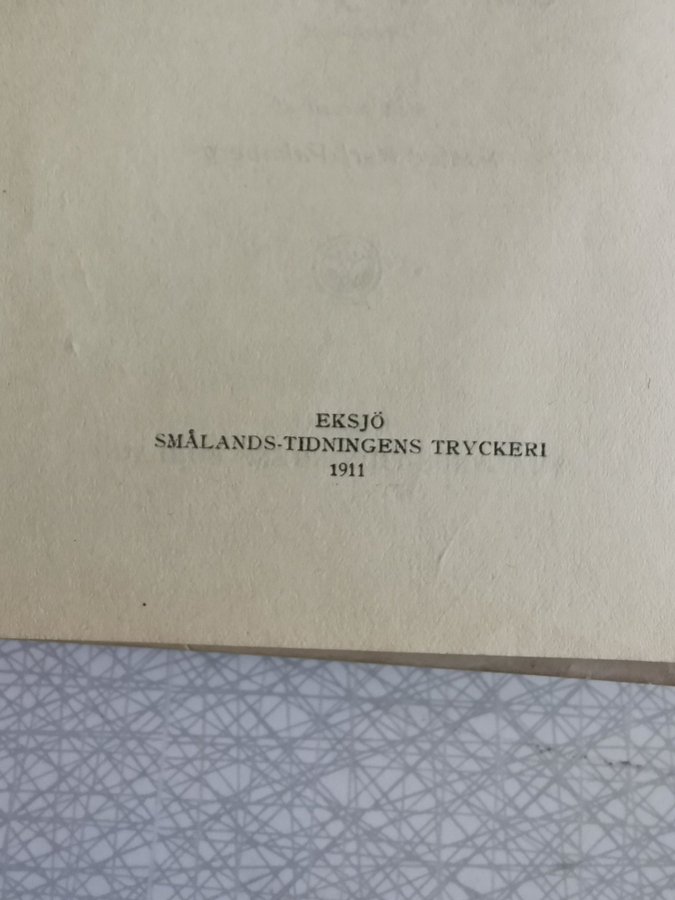 EKSJÖ
SMÅLANDS-TIDNINGENS TRYCKERI
1911